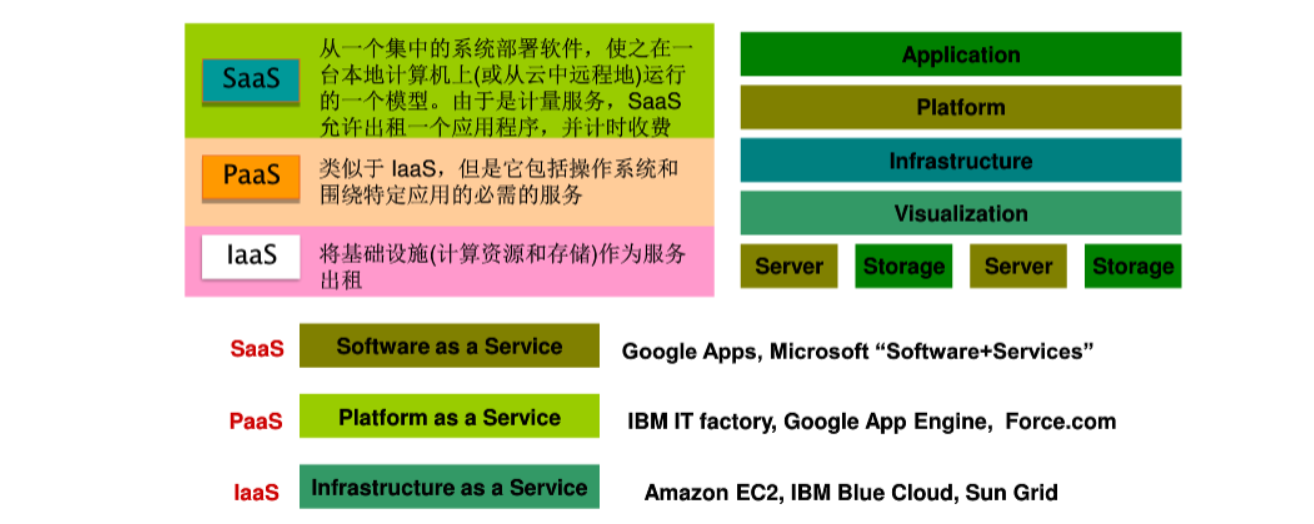 SaaS
从一个集中的系统部署软件，使之在一
台本地计算机上(或从云中远程地)运行
的一个模型。由于是计量服务，SaaS
允许出租一个应用程序，并计时收费
PaaS
类似于 IaaS，但是它包括操作系统和
围绕特定应用的必需的服务
IaaS
将基础设施(计算资源和存储)作为服务
出租
Application
Platform
Infrastructure
Visualization
Server Storage Server Storage
SaaS Software as a Service Google Apps, Microsoft “Software+Services”
PaaS Platform as a Service IBM IT factory, Google App Engine, Force.com
IaaS Infrastructure as a Service Amazon EC2, IBM Blue Cloud, Sun Grid